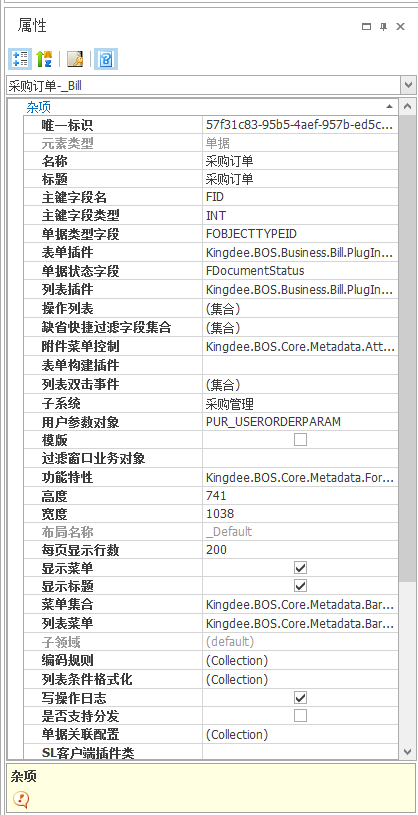 属性
采购订单-_Bill
杂项
唯一标识 57f31c83-95b5-4aef-957b-ed5c...
元素类型 单据
名称 采购订单
标题 采购订单
主键字段名 FID
主键字段类型 INT
单据类型字段 FOBJECTTYPEID
表单插件 Kingdee.BOS.Business.Bill.PlugIn...
单据状态字段 FDocumentStatus
列表插件 Kingdee.BOS.Business.Bill.PlugIn...
操作列表 (集合)
缺省快捷过滤字段集合 (集合)
附件菜单控制 Kingdee.BOS.Core.Metadata.Att...
表单构建插件
列表双击事件 (集合)
子系统 采购管理
用户参数对象 PUR_USERORDERPARAM
模版
过滤窗口业务对象
功能特性 Kingdee.BOS.Core.Metadata.For...
高度 741
宽度 1038
布局名称 _Default
每页显示行数 200
显示菜单
显示标题
菜单集合 Kingdee.BOS.Core.Metadata.Bar...
列表菜单 Kingdee.BOS.Core.Metadata.Bar...
子领域 (default)
编码规则 (Collection)
列表条件格式化 (Collection)
写操作日志
是否支持分发
单据关联配置 (Collection)
SL客户端插件类
杂项